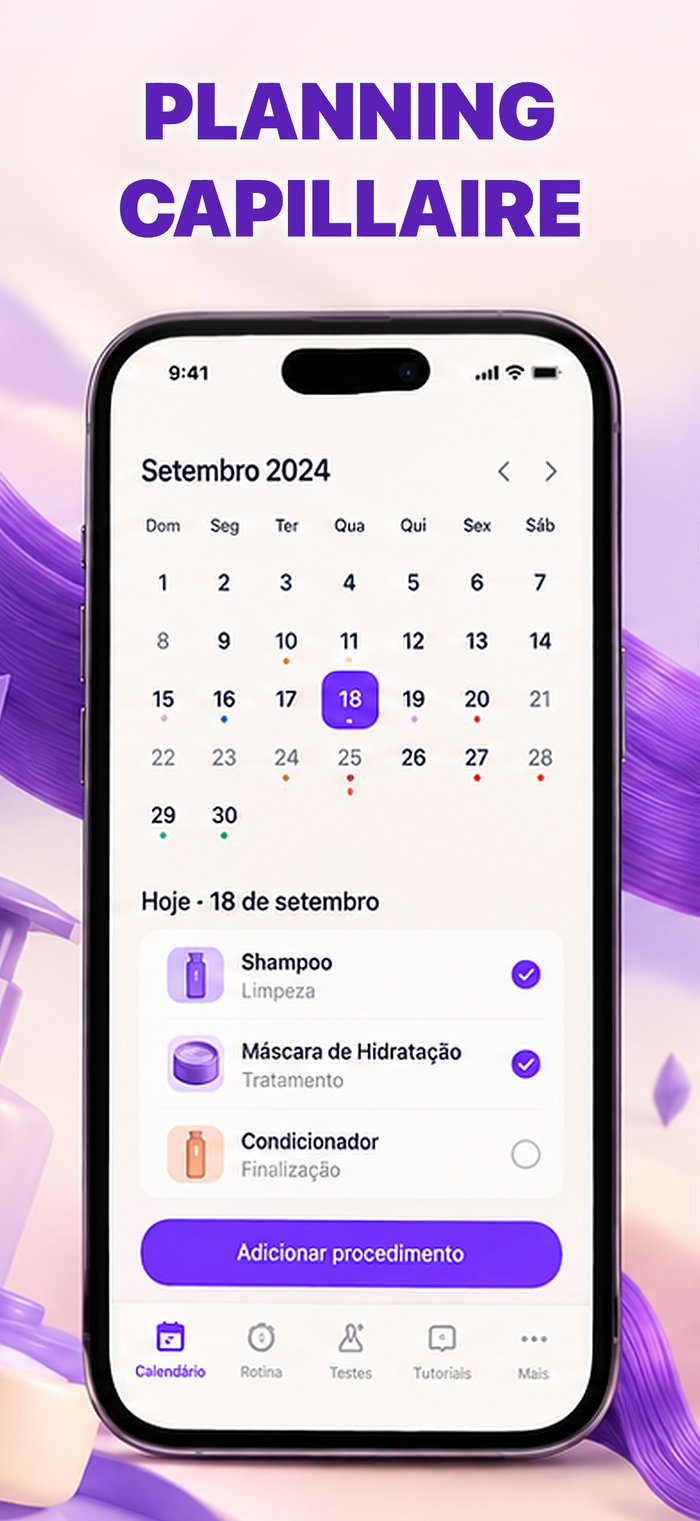 PLANNING
CAPILLAIRE
9:41
Setembro 2024
Dom Seg Ter Qua Qui Sex Sáb
1 2 3 4 5 6 7
8 9 10 11 12 13 14
15 16 17 18 19 20 21
22 23 24 25 26 27 28
29 30
Hoje · 18 de setembro
Shampoo
Limpeza
Máscara de Hidratação
Tratamento
Condicionador
Finalização
Adicionar procedimento
Calendário Rotina Testes Tutoriais Mais